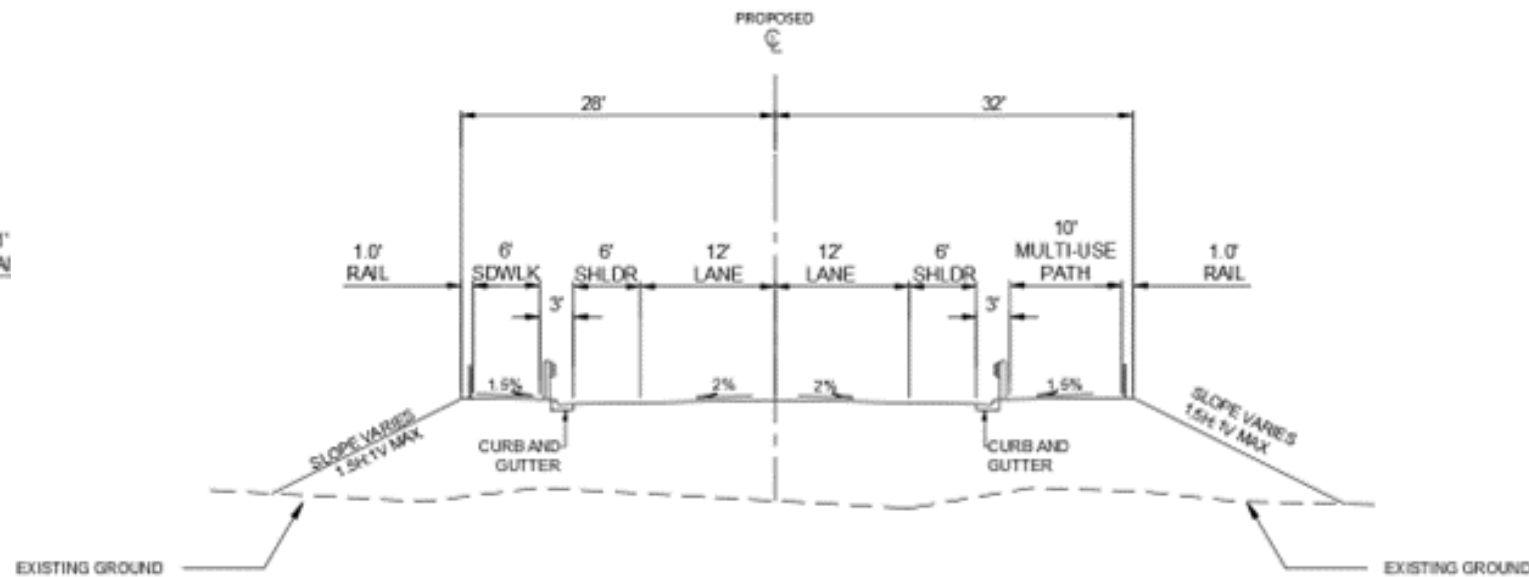 PROPOSED
℄
28'
32'
1.0'
RAIL
6'
SDWLK
6'
SHLDR
12'
LANE
12'
LANE
6'
SHLDR
10'
MULTI-USE
PATH
1.0'
RAIL
3'
3'
1.5%
2%
2%
1.5%
SLOPE VARIES
1.5H:1V MAX
CURB AND
GUTTER
CURB AND
GUTTER
SLOPE VARIES
1.5H:1V MAX
EXISTING GROUND
EXISTING GROUND